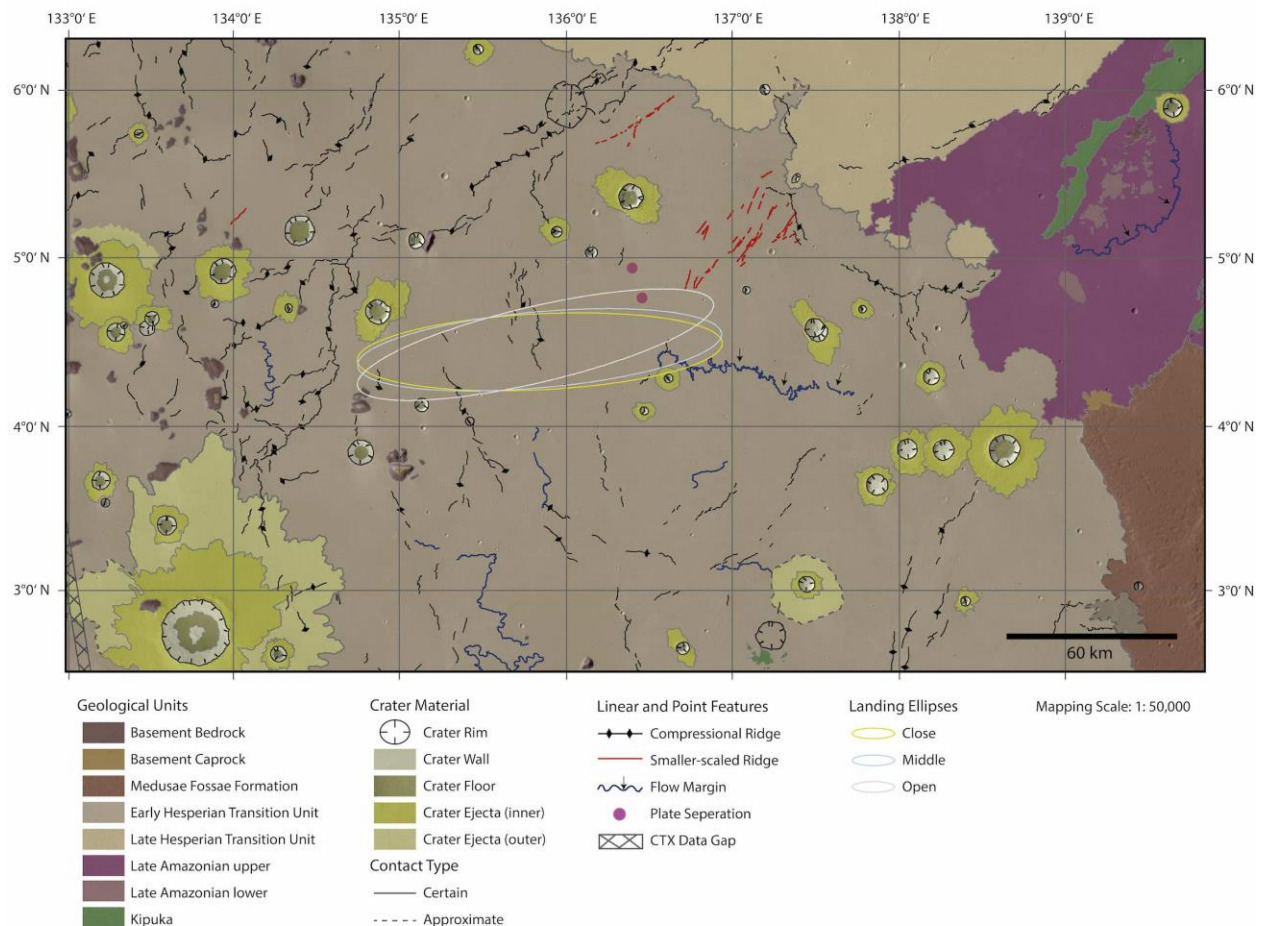 133°0' E 134°0' E 135°0' E 136°0' E 137°0' E 138°0' E 139°0' E
6°0' N 6°0' N
5°0' N 5°0' N
4°0' N 4°0' N
3°0' N 3°0' N
60 km
Geological Units
Basement Bedrock
Basement Caprock
Medusae Fossae Formation
Early Hesperian Transition Unit
Late Hesperian Transition Unit
Late Amazonian upper
Late Amazonian lower
Kipuka
Crater Material
Crater Rim
Crater Wall
Crater Floor
Crater Ejecta (inner)
Crater Ejecta (outer)
Contact Type
Certain
Approximate
Linear and Point Features
Compressional Ridge
Smaller-scaled Ridge
Flow Margin
Plate Seperation
CTX Data Gap
Landing Ellipses
Close
Middle
Open
Mapping Scale: 1: 50,000